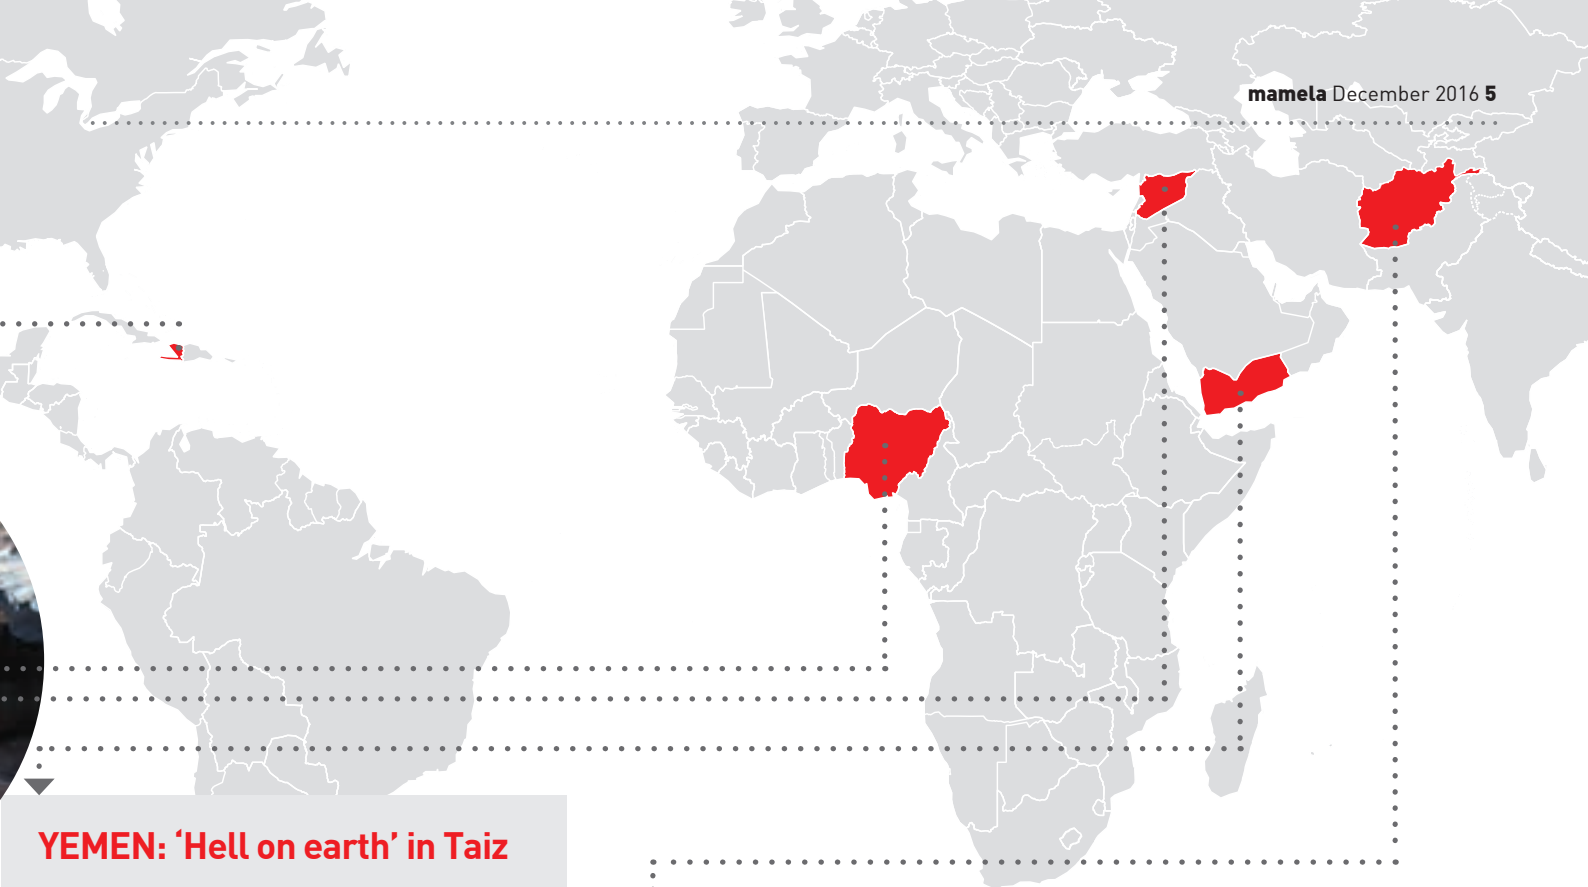 mamela December 2016 5
YEMEN: ‘Hell on earth’ in Taiz